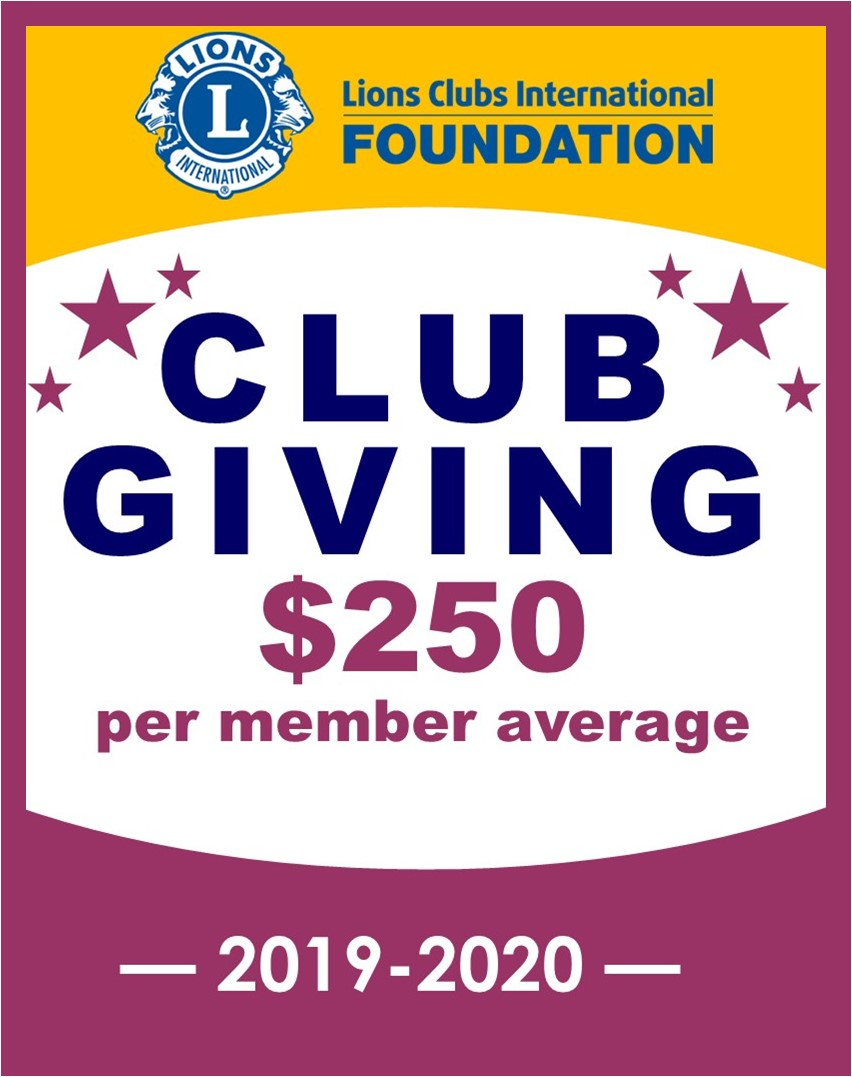 LIONS
L
INTERNATIONAL
®
Lions Clubs International
FOUNDATION
CLUB
GIVING
$250
per member average
— 2019-2020 —